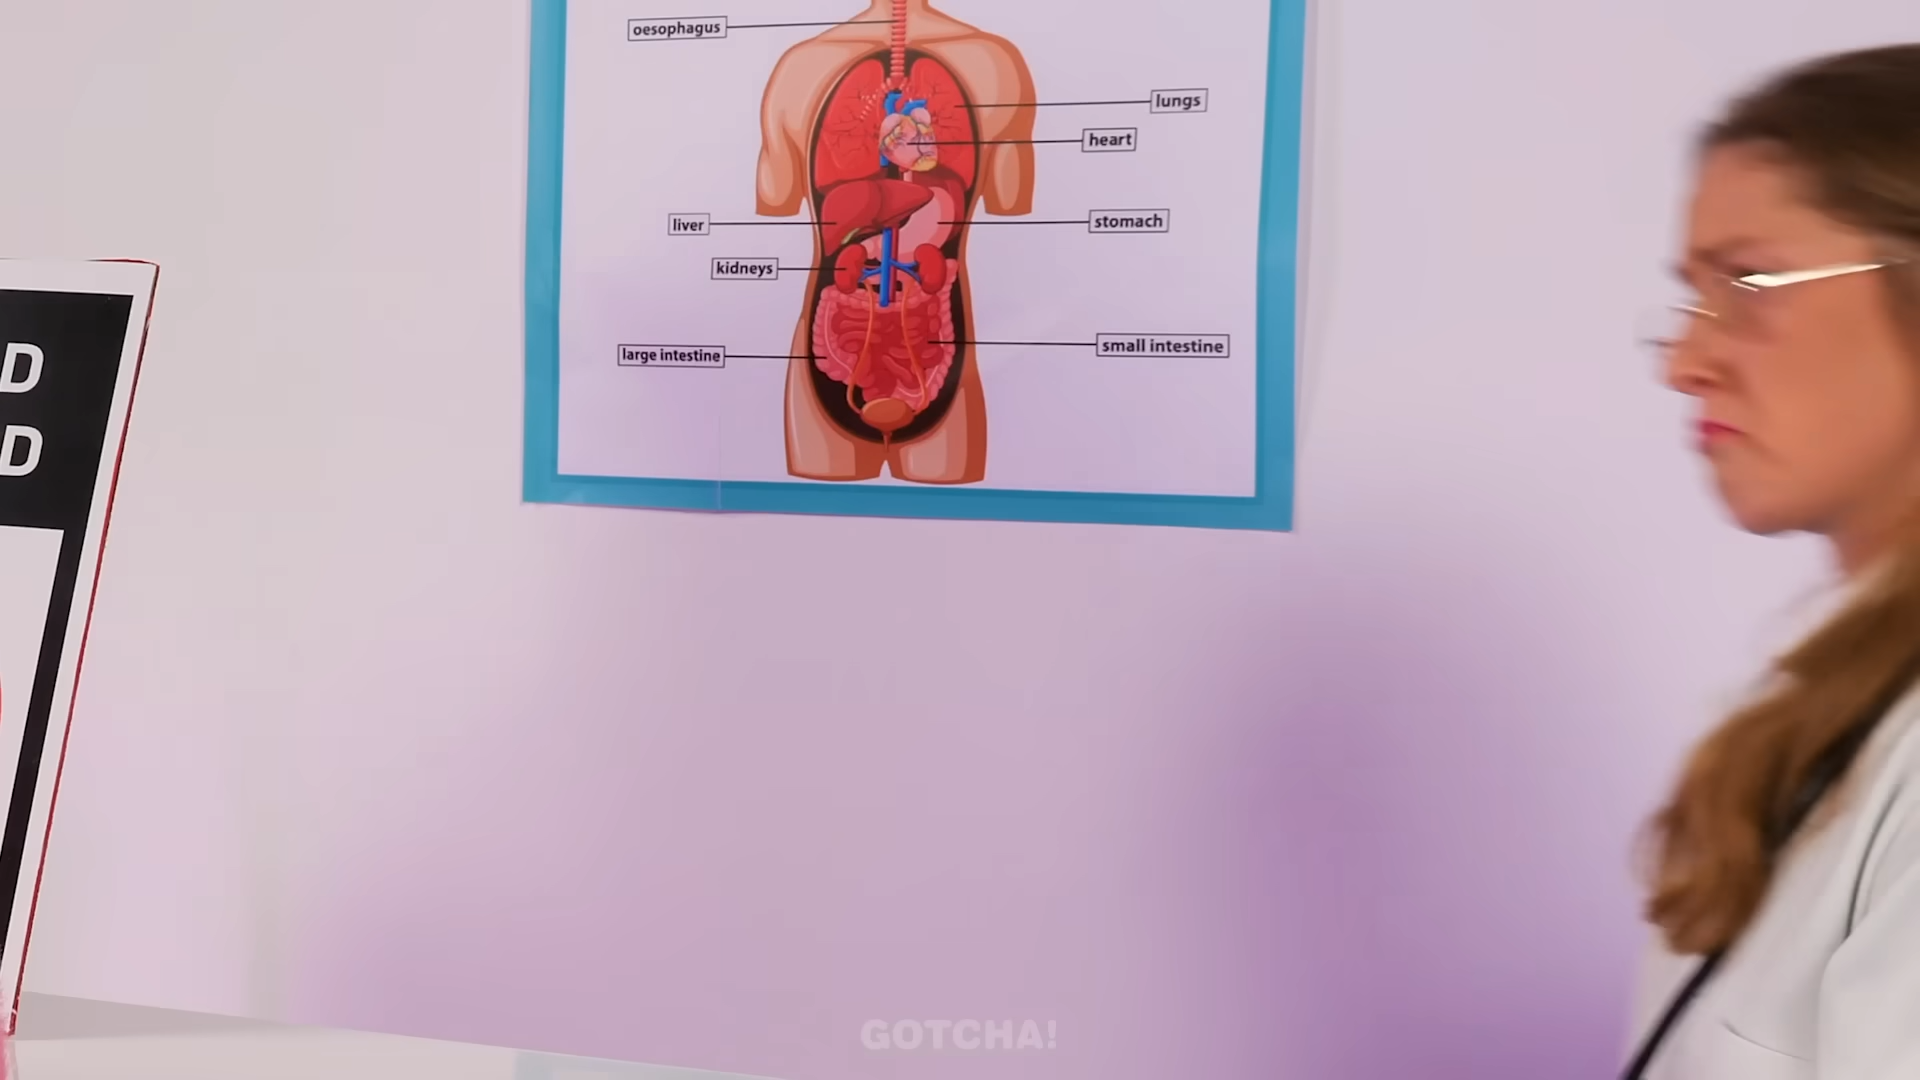 oesophagus
lungs
heart
liver
stomach
kidneys
large intestine
small intestine
D
D
GOTCHA!